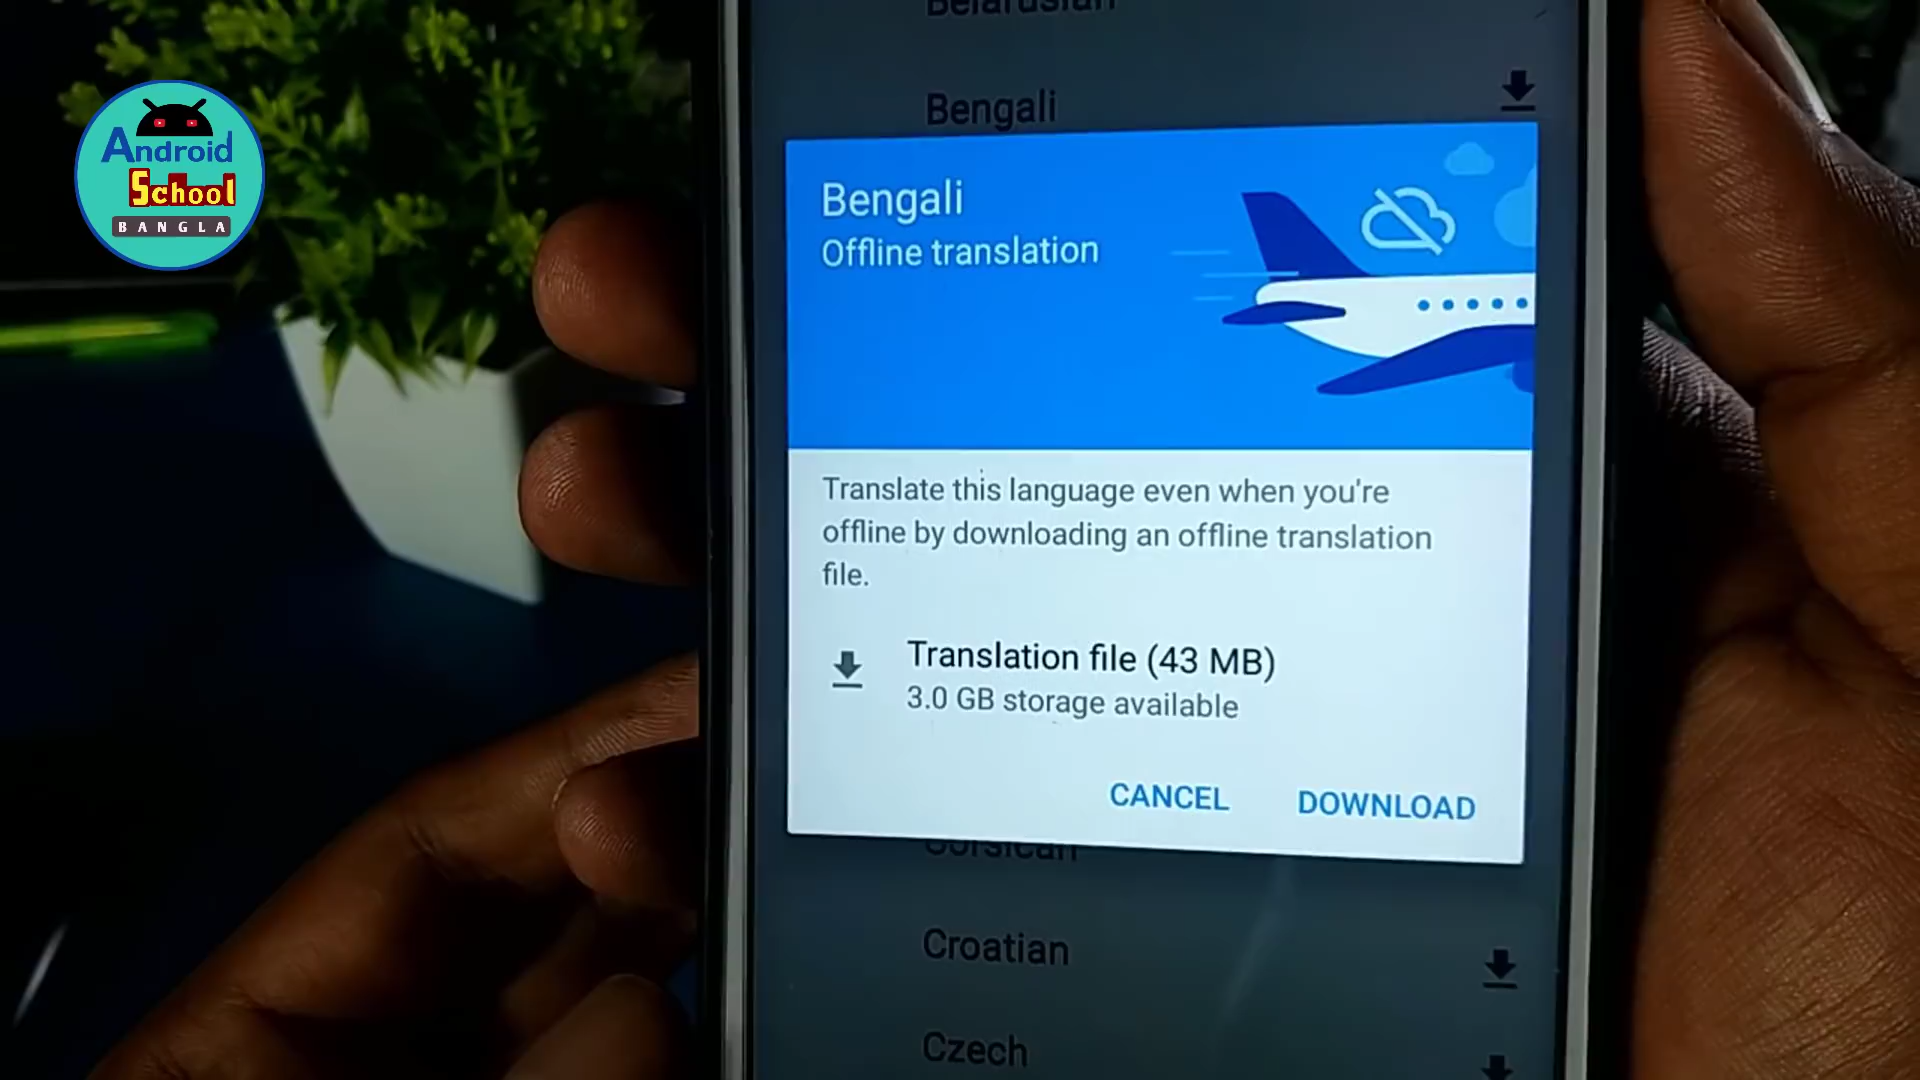 Android
School
BANGLA
Belarusian
Bengali
Bengali
Offline translation
Translate this language even when you're
offline by downloading an offline translation
file.
Translation file (43 MB)
3.0 GB storage available
CANCEL DOWNLOAD
Corsican
Croatian
Czech